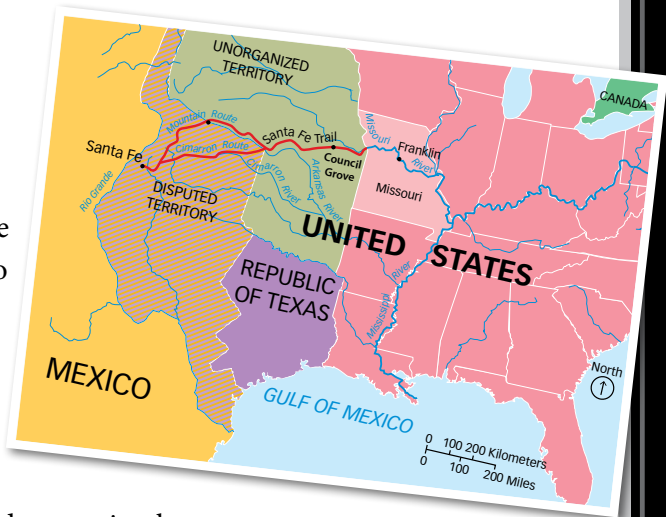 UNORGANIZED
TERRITORY
CANADA
Mountain Route
Santa Fe Trail
Missouri
River
Franklin
Santa Fe
Cimarron Route
Council
Grove
Cimarron River
Arkansas River
Missouri
Rio Grande
DISPUTED
TERRITORY
UNITED STATES
REPUBLIC
OF TEXAS
Mississippi River
MEXICO
GULF OF MEXICO
North
0 100 200 Kilometers
0 100 200 Miles